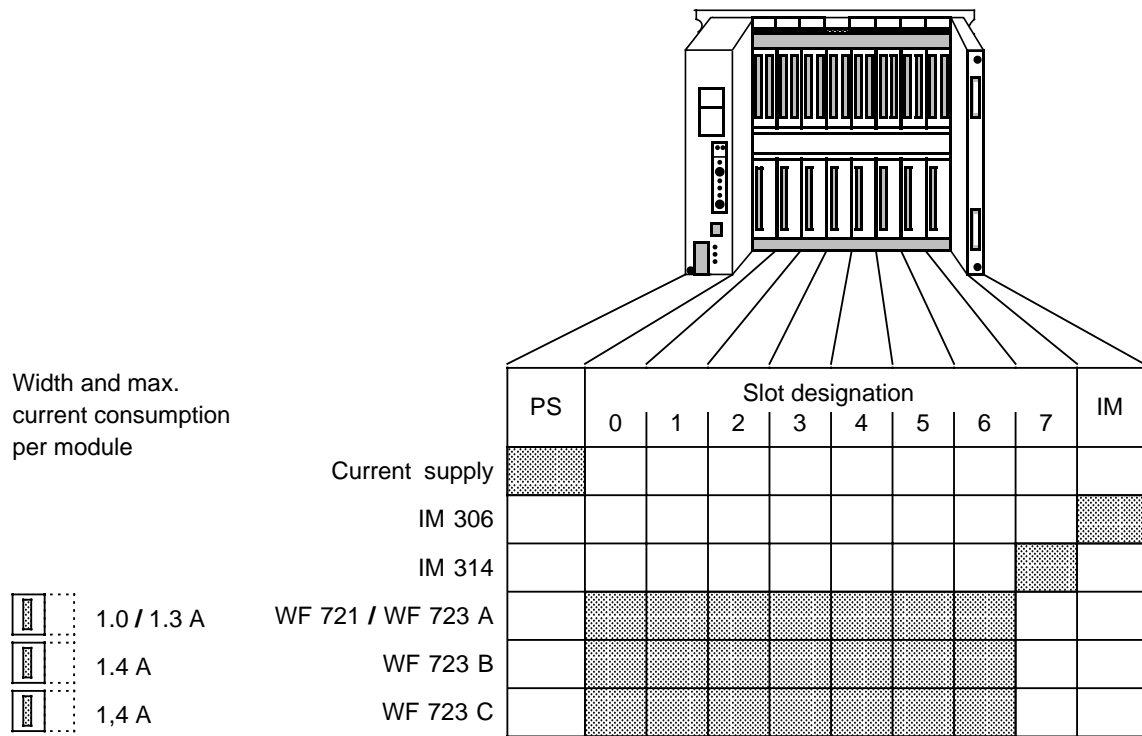 Width and max.
current consumption
per module
PS
Slot designation
IM
0 1 2 3 4 5 6 7
Current supply
IM 306
IM 314
1.0 / 1.3 A WF 721 / WF 723 A
1.4 A WF 723 B
1,4 A WF 723 C